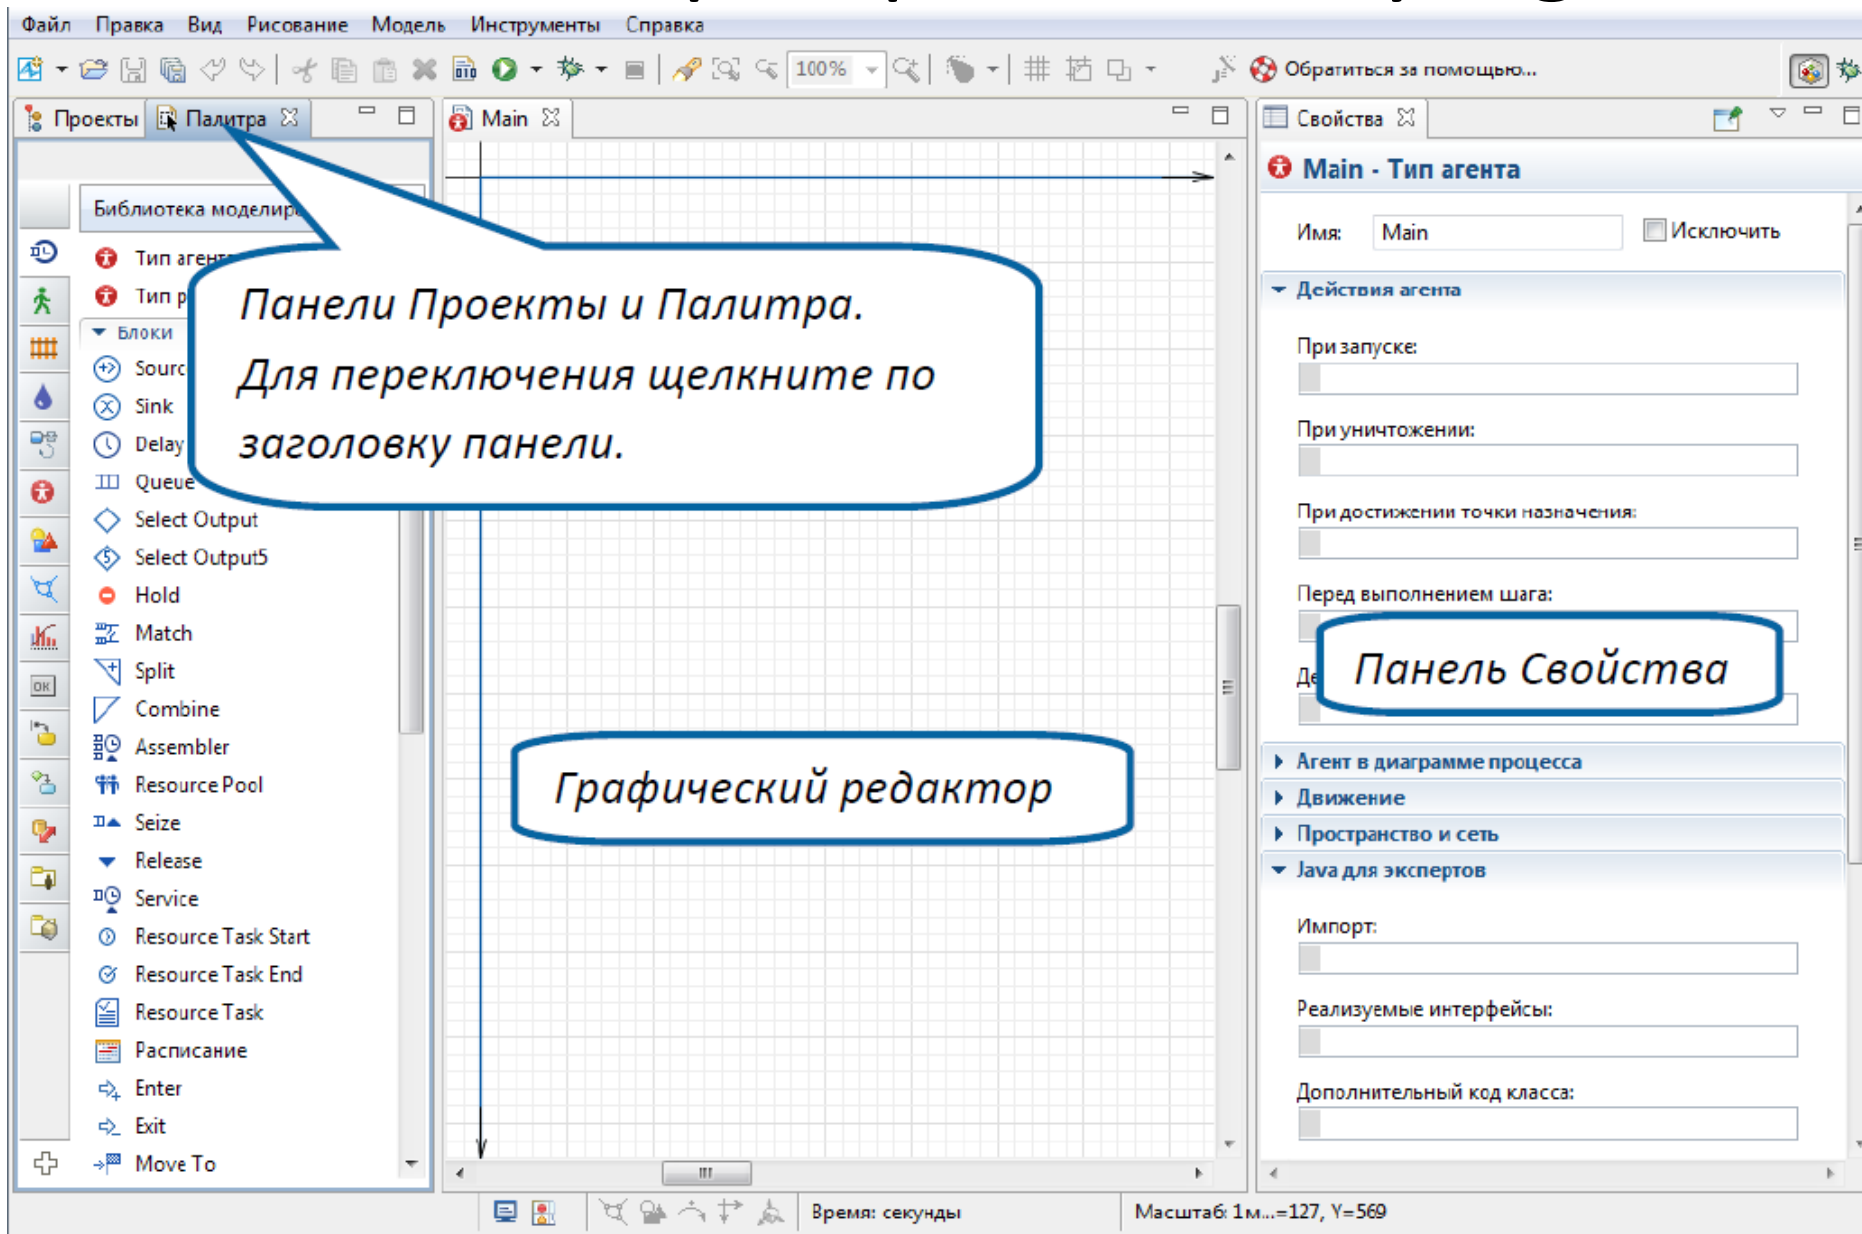 Файл Правка Вид Рисование Модель Инструменты Справка
100% Обратиться за помощью...
Проекты Палитра
Main
Свойства
Main - Тип агента
Имя: Main Исключить
Действия агента
При запуске:
При уничтожении:
При достижении точки назначения:
Перед выполнением шага:
Панель Свойства
Агент в диаграмме процесса
Движение
Пространство и сеть
Java для экспертов
Импорт:
Реализуемые интерфейсы:
Дополнительный код класса:
Библиотека
Тип
Тип
Блоки
Sink
Delay
Queue
Select Output
Select Output5
Hold
Match
Split
Combine
Assembler
Resource Pool
Seize
Release
Service
Resource Task Start
Resource Task End
Resource Task
Расписание
Enter
Exit
Move To
OK
Панели Проекты и Палитра.
Для переключения щелкните по
заголовку панели.
Графический редактор
Время: секунды
Масштаб: 1м...=127, Y=569